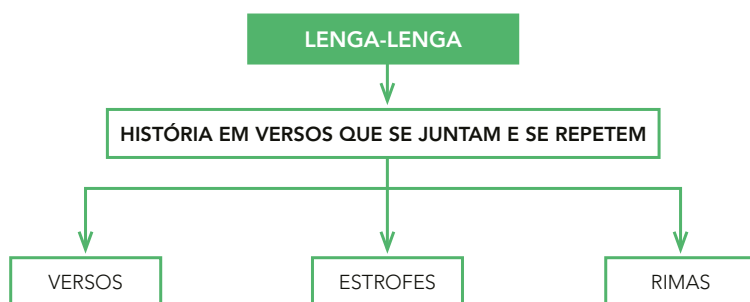 LENGA-LENGA
HISTÓRIA EM VERSOS QUE SE JUNTAM E SE REPETEM
VERSOS
ESTROFES
RIMAS